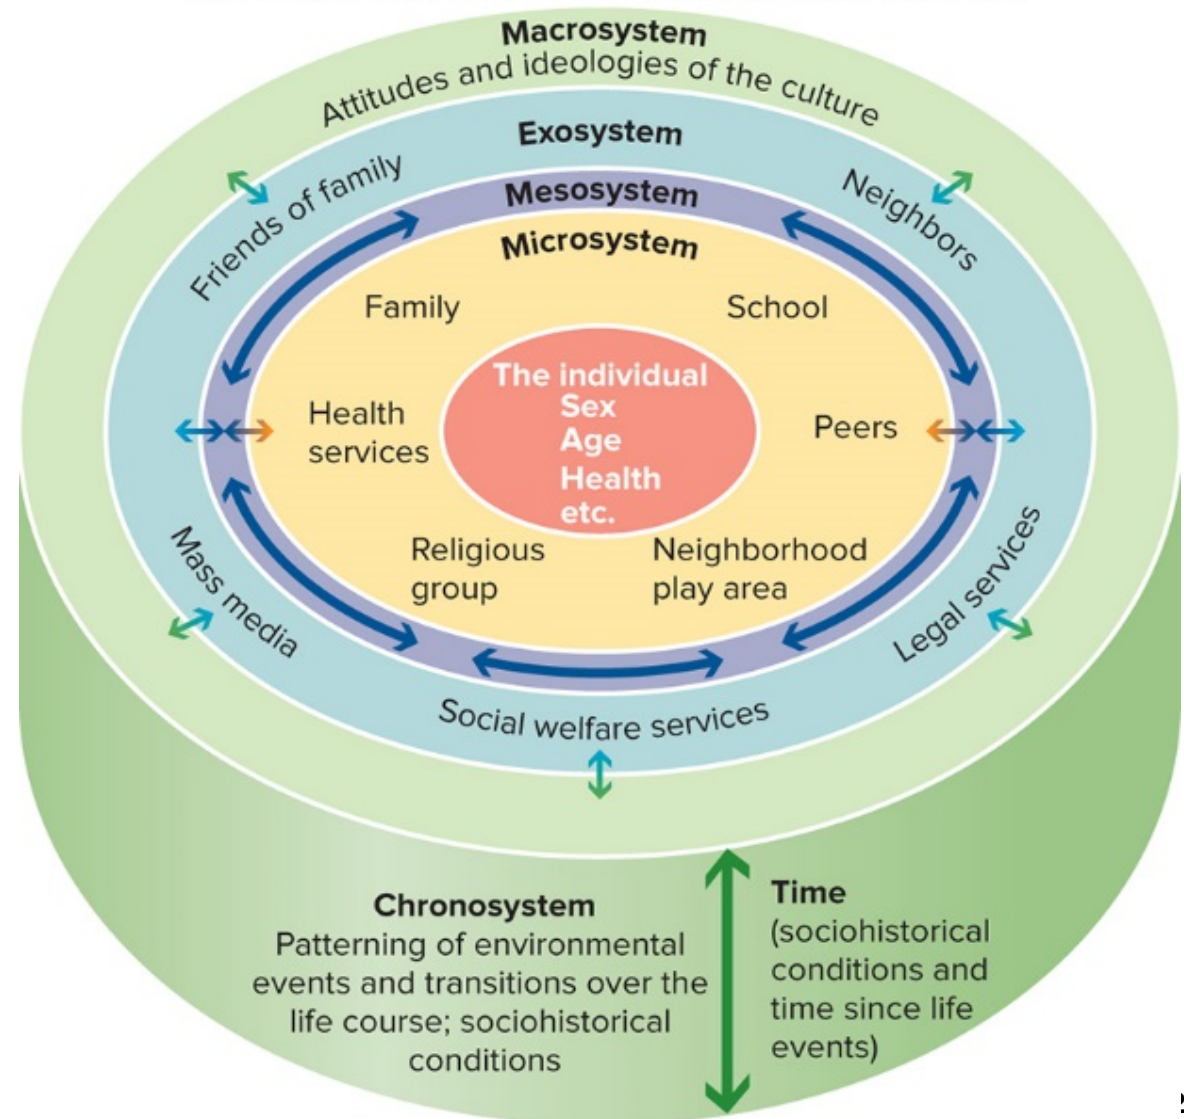 Macrosystem
Attitudes and ideologies of the culture
Exosystem
Friends of family
Neighbors
Mesosystem
Microsystem
Family
School
The individual
Sex
Age
Health
etc.
Health
services
Peers
Religious
group
Neighborhood
play area
Mass media
Legal services
Social welfare services
Chronosystem
Patterning of environmental
events and transitions over the
life course; sociohistorical
conditions
Time
(sociohistorical
conditions and
time since life
events)